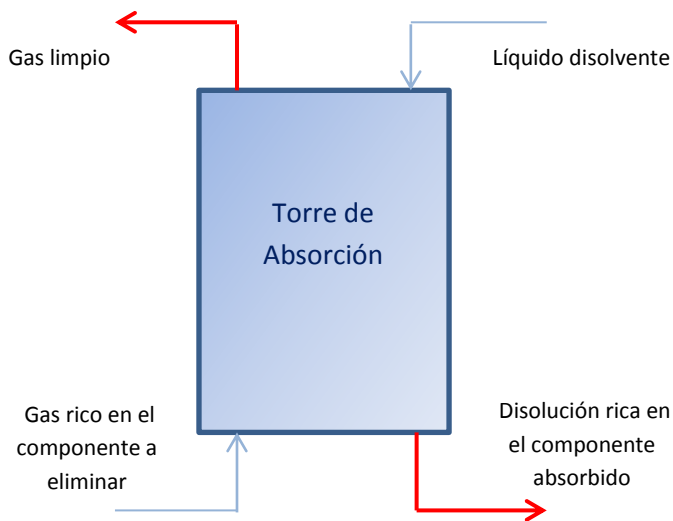 Gas limpio
Líquido disolvente
Torre de
Absorción
Gas rico en el
componente a
eliminar
Disolución rica en
el componente
absorbido